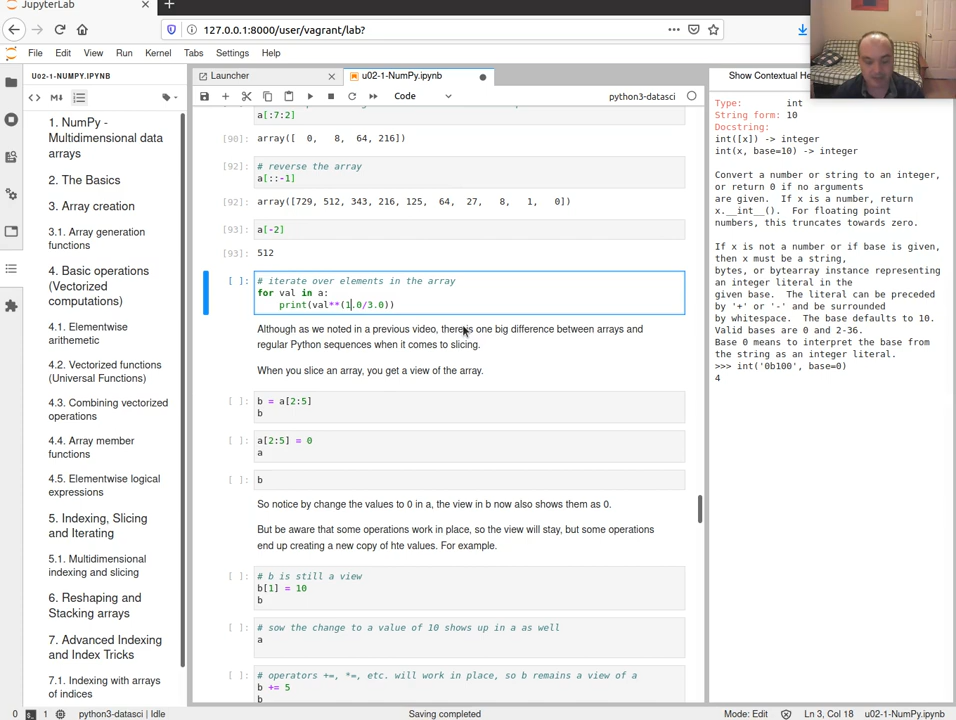 JupyterLab
127.0.0.1:8000/user/vagrant/lab?
File Edit View Run Kernel Tabs Settings Help
U02-1-NUMPY.IPYNB
Launcher
u02-1-NumPy.ipynb
Code
python3-datasci
1. NumPy -
Multidimensional data
arrays
2. The Basics
3. Array creation
3.1. Array generation
functions
4. Basic operations
(Vectorized
computations)
4.1. Elementwise
arithemetic
4.2. Vectorized functions
(Universal Functions)
4.3. Combining vectorized
operations
4.4. Array member
functions
4.5. Elementwise logical
expressions
5. Indexing, Slicing
and Iterating
5.1. Multidimensional
indexing and slicing
6. Reshaping and
Stacking arrays
7. Advanced Indexing
and Index Tricks
7.1. Indexing with arrays
of indices
a[:7:2]
[90]: array([ 0, 8, 64, 216])
[92]: # reverse the array
a[::-1]
[92]: array([729, 512, 343, 216, 125, 64, 27, 8, 1, 0])
[93]: a[-2]
[93]: 512
[ ]: # iterate over elements in the array
for val in a:
print(val**(1.0/3.0))
Although as we noted in a previous video, there is one big difference between arrays and
regular Python sequences when it comes to slicing.
When you slice an array, you get a view of the array.
[ ]: b = a[2:5]
b
[ ]: a[2:5] = 0
a
[ ]: b
So notice by change the values to 0 in a, the view in b now also shows them as 0.
But be aware that some operations work in place, so the view will stay, but some operations
end up creating a new copy of hte values. For example.
[ ]: # b is still a view
b[1] = 10
b
[ ]: # sow the change to a value of 10 shows up in a as well
a
[ ]: # operators +=, *=, etc. will work in place, so b remains a view of a
b += 5
b
Show Contextual He
Type: int
String form: 10
Docstring:
int([x]) -> integer
int(x, base=10) -> integer
Convert a number or string to an integer,
or return 0 if no arguments
are given. If x is a number, return
x.__int__(). For floating point
numbers, this truncates towards zero.
If x is not a number or if base is given,
then x must be a string,
bytes, or bytearray instance representing
an integer literal in the
given base. The literal can be preceded
by '+' or '-' and be surrounded
by whitespace. The base defaults to 10.
Valid bases are 0 and 2-36.
Base 0 means to interpret the base from
the string as an integer literal.
>>> int('0b100', base=0)
4
0 1 python3-datasci | Idle
Saving completed
Mode: Edit
Ln 3, Col 18
u02-1-NumPy.ipynb